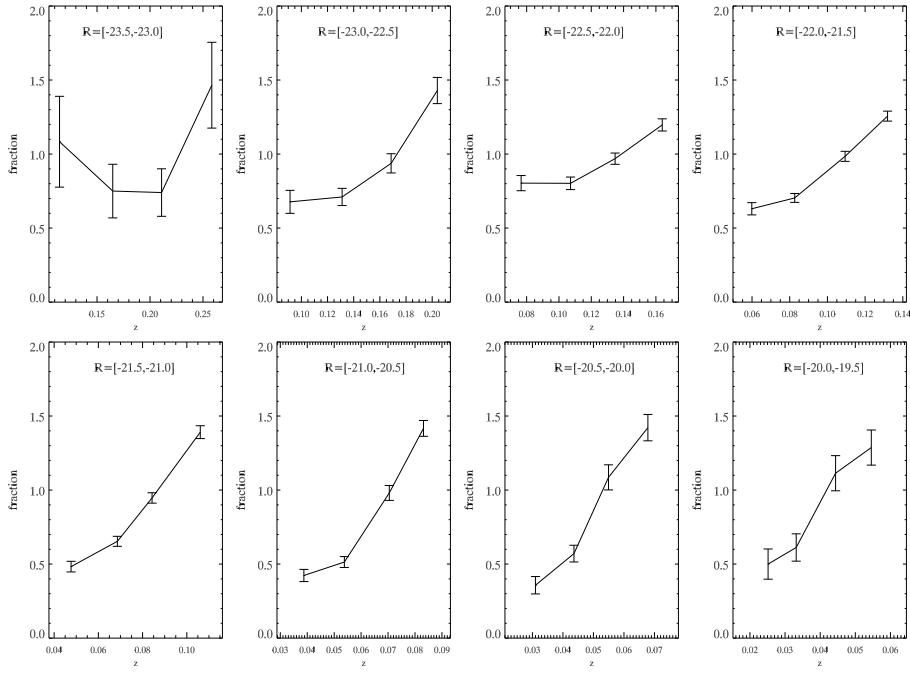 R=[-23.5,-23.0]
2.0
1.5
1.0
0.5
0.0
fraction
0.15 0.20 0.25
z
R=[-23.0,-22.5]
2.0
1.5
1.0
0.5
0.0
fraction
0.10 0.12 0.14 0.16 0.18 0.20
z
R=[-22.5,-22.0]
2.0
1.5
1.0
0.5
0.0
fraction
0.08 0.10 0.12 0.14 0.16
z
R=[-22.0,-21.5]
2.0
1.5
1.0
0.5
0.0
fraction
0.06 0.08 0.10 0.12 0.14
z
R=[-21.5,-21.0]
2.0
1.5
1.0
0.5
0.0
fraction
0.04 0.06 0.08 0.10
z
R=[-21.0,-20.5]
2.0
1.5
1.0
0.5
0.0
fraction
0.03 0.04 0.05 0.06 0.07 0.08 0.09
z
R=[-20.5,-20.0]
2.0
1.5
1.0
0.5
0.0
fraction
0.03 0.04 0.05 0.06 0.07
z
R=[-20.0,-19.5]
2.0
1.5
1.0
0.5
0.0
fraction
0.02 0.03 0.04 0.05 0.06
z